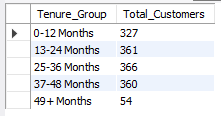 Tenure_Group Total_Customers
0-12 Months 327
13-24 Months 361
25-36 Months 366
37-48 Months 360
49+ Months 54